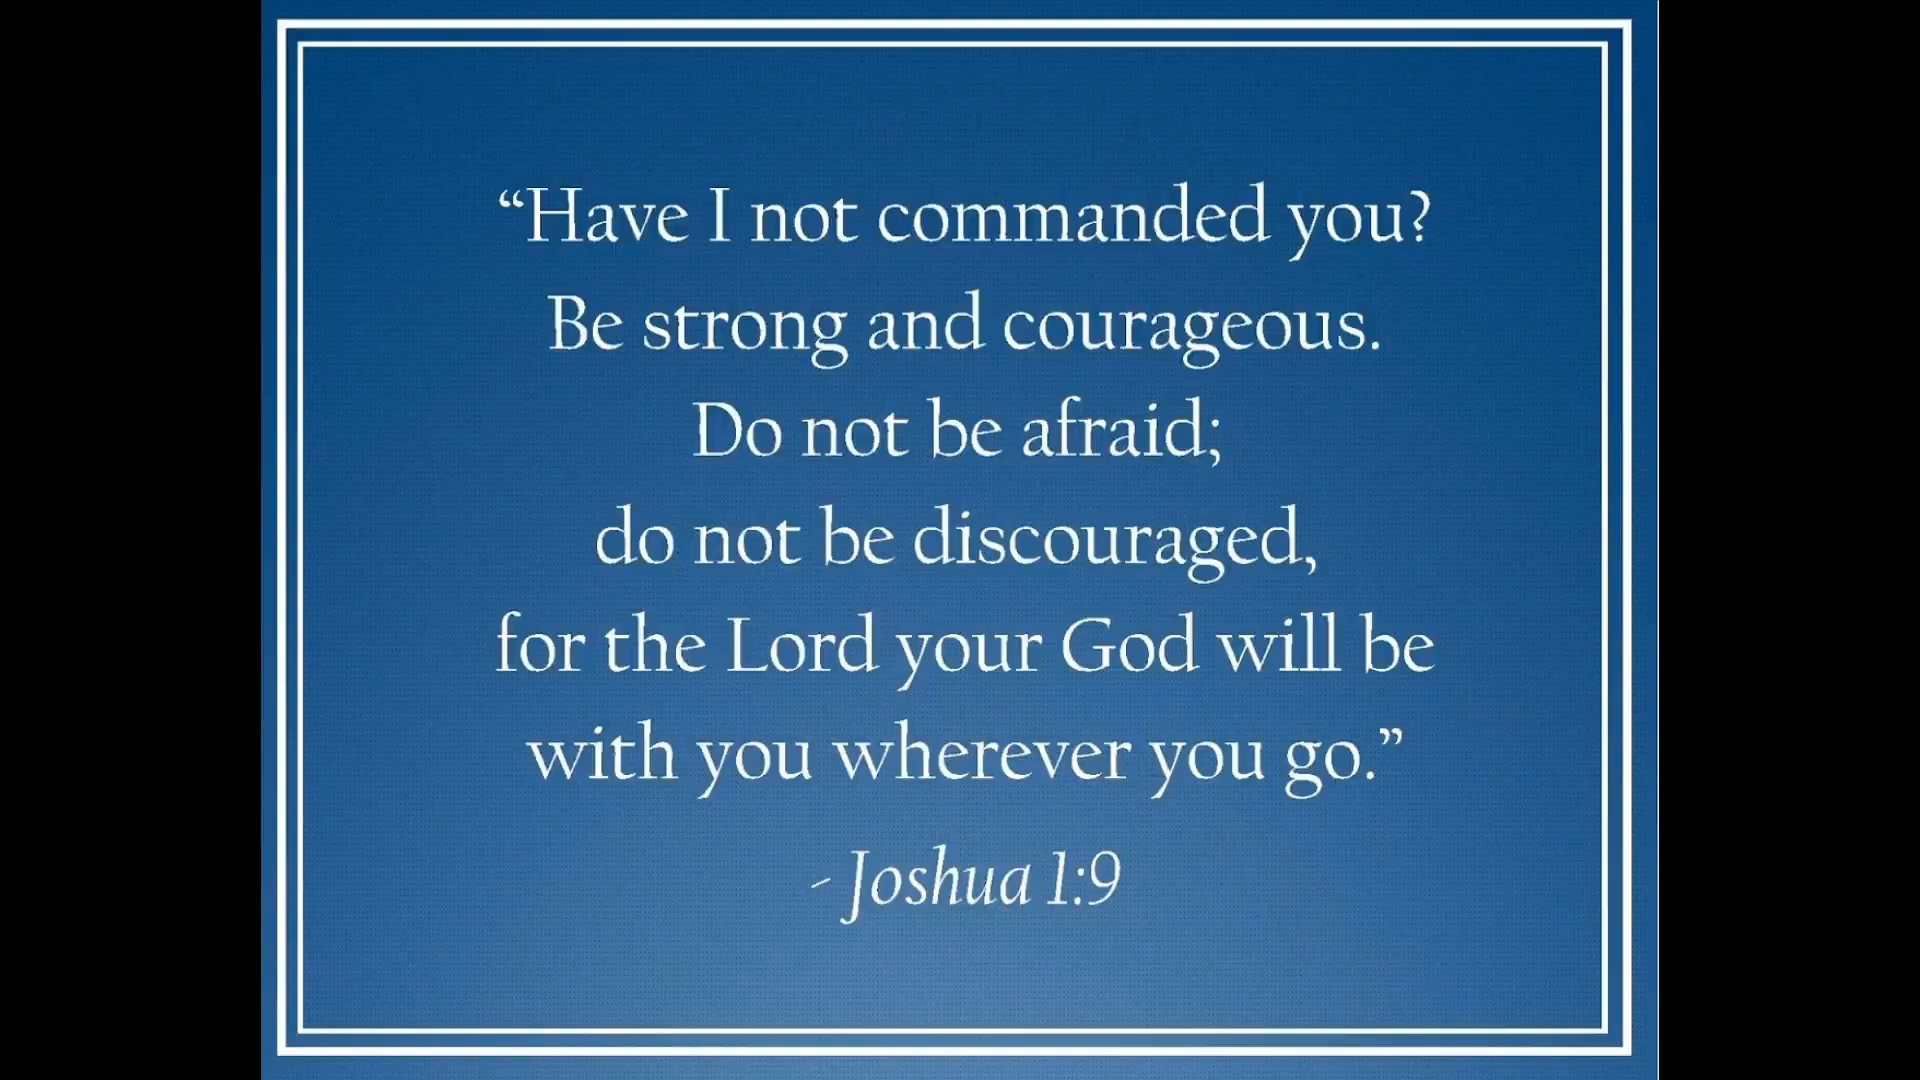 “Have I not commanded you?
Be strong and courageous.
Do not be afraid;
do not be discouraged,
for the Lord your God will be
with you wherever you go.”
- Joshua 1:9